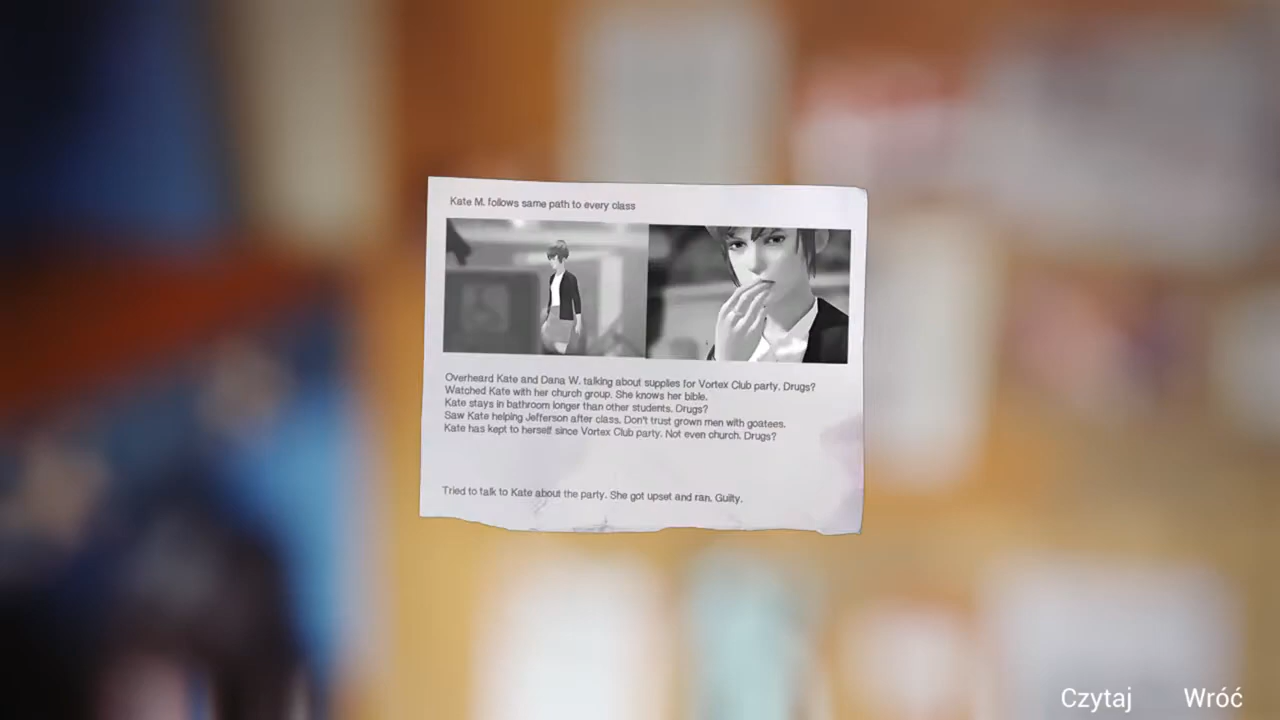 Kate M. follows same path to every class
Overheard Kate and Dana W. talking about supplies for Vortex Club party. Drugs?
Watched Kate with her church group. She knows her bible.
Kate stays in bathroom longer than other students. Drugs?
Saw Kate helping Jefferson after class. Don't trust grown men with goatees.
Kate has kept to herself since Vortex Club party. Not even church. Drugs?
Tried to talk to Kate about the party. She got upset and ran. Guilty.
Czytaj Wróć